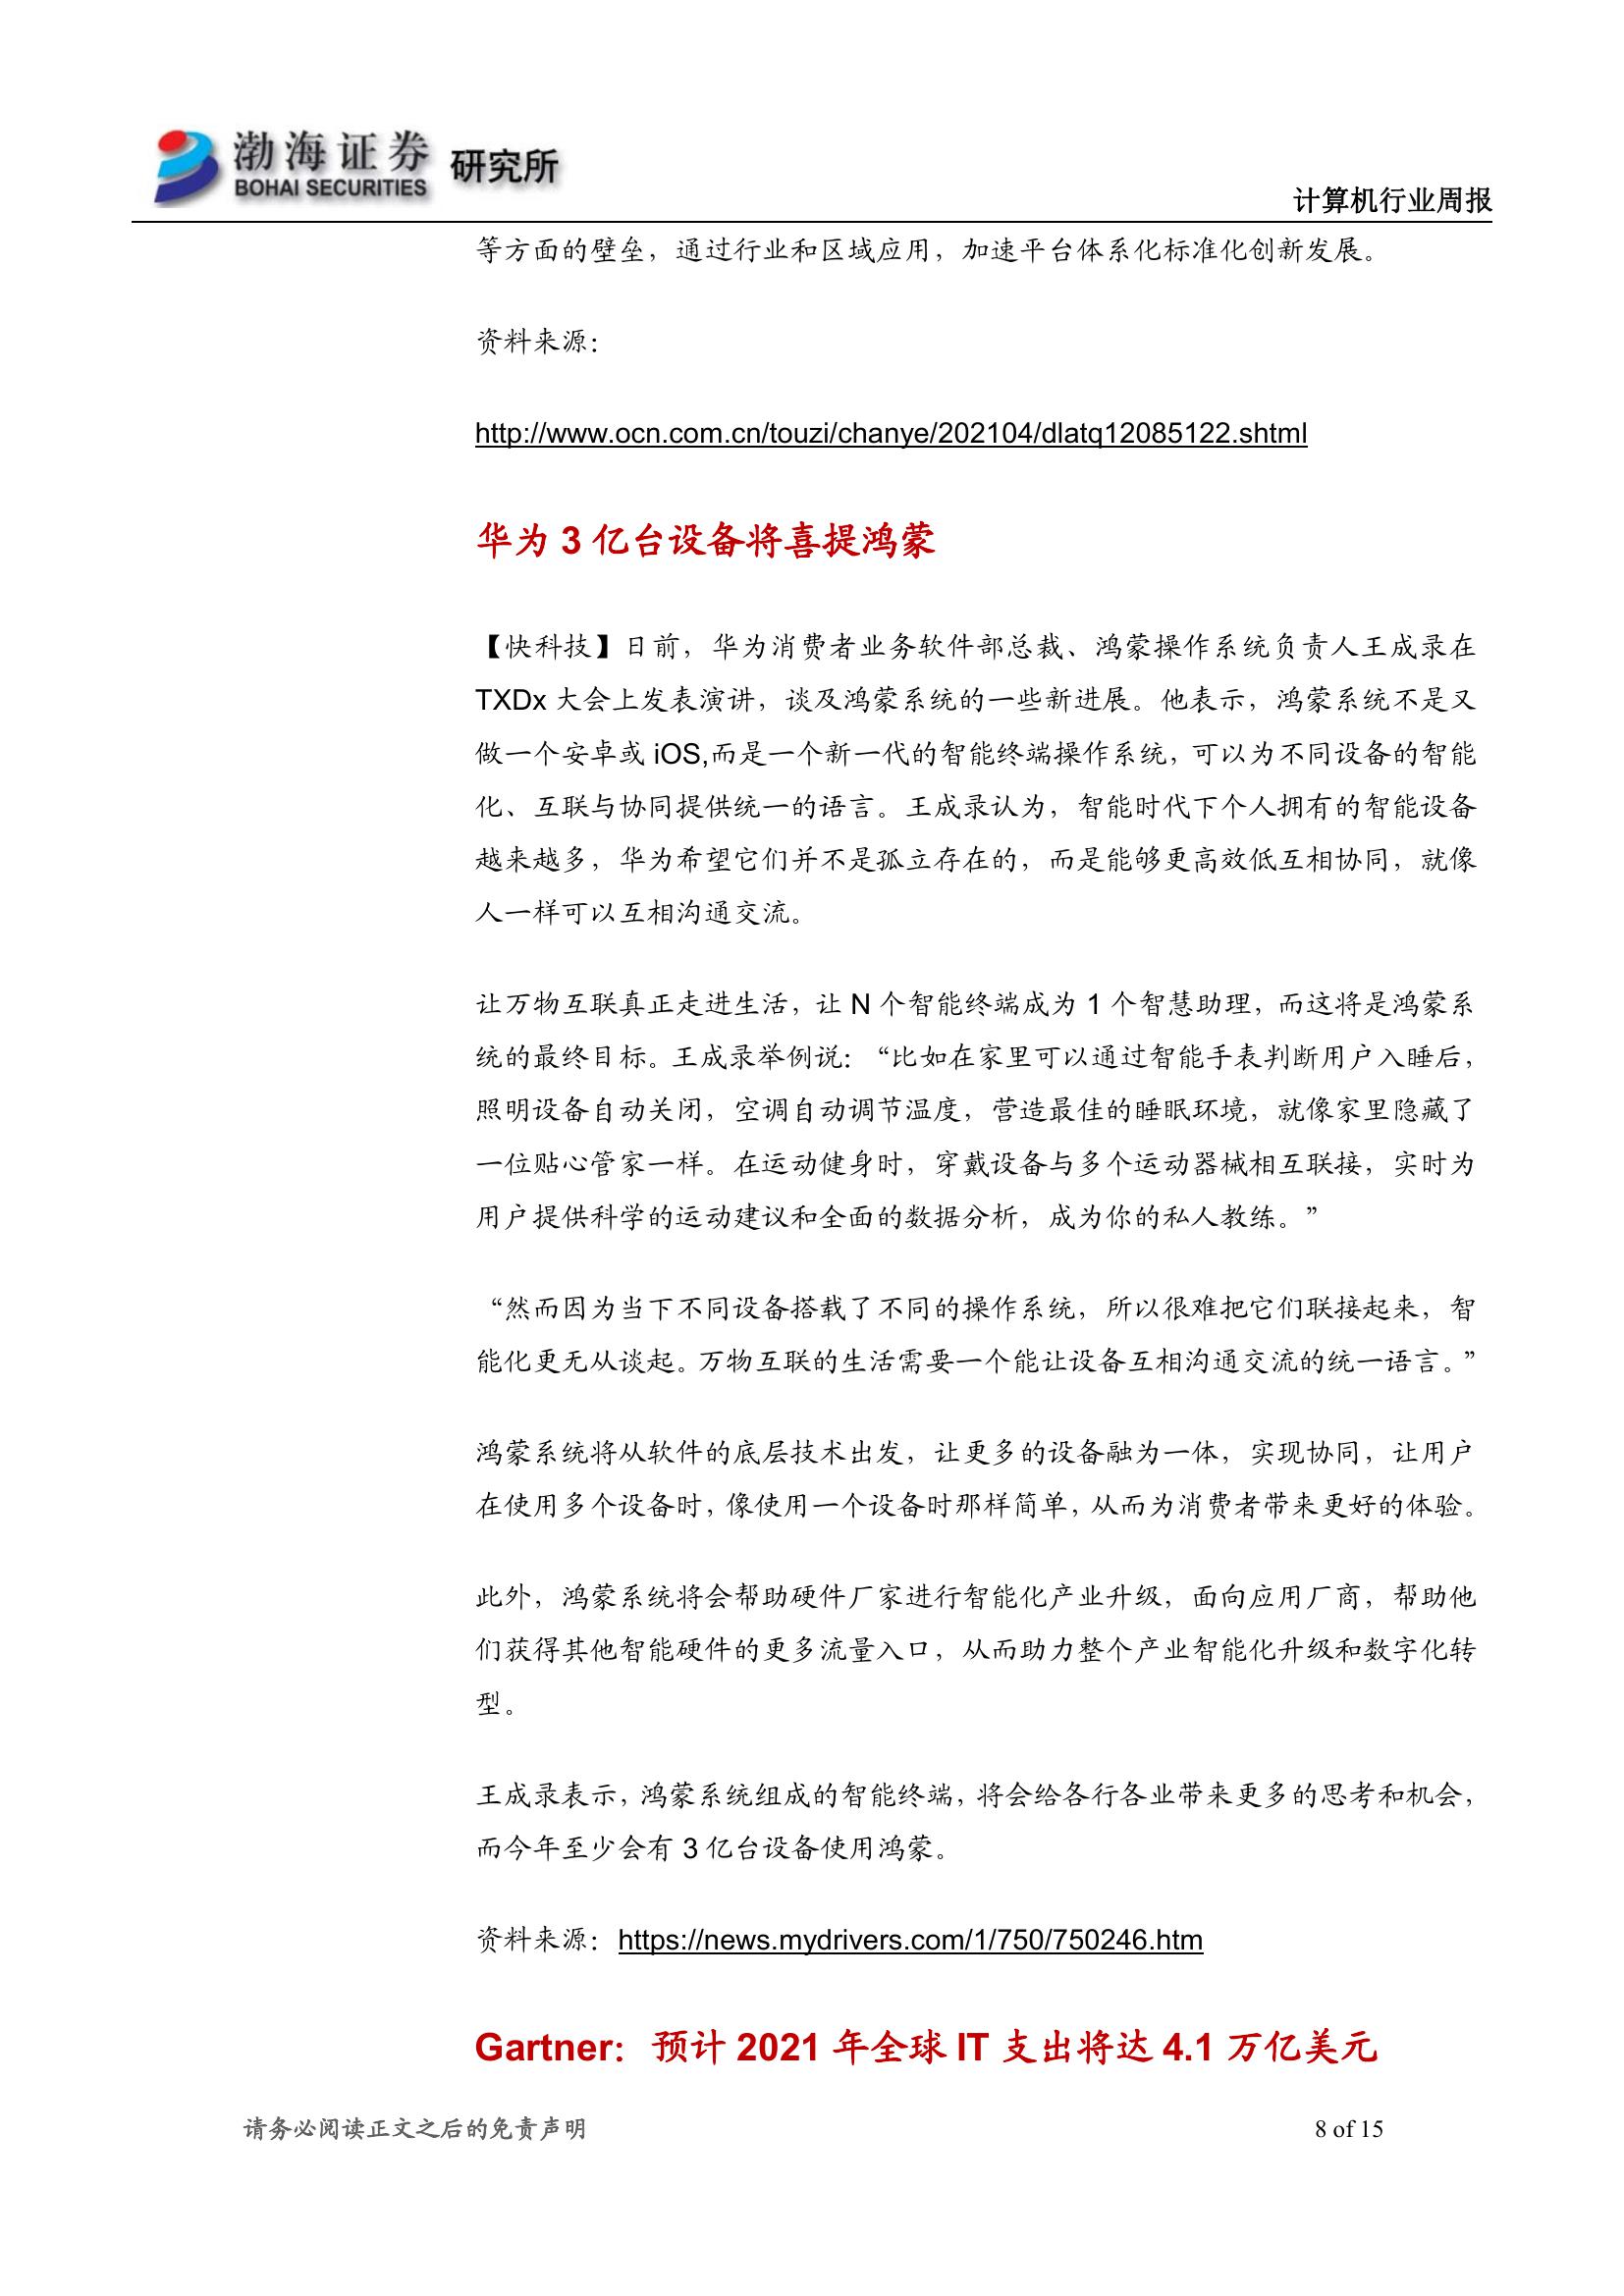 渤海证券 研究所
BOHAI SECURITIES
计算机行业周报
等方面的壁垒，通过行业和区域应用，加速平台体系化标准化创新发展。
资料来源：
http://www.ocn.com.cn/touzi/chanye/202104/dlatq12085122.shtml
华为 3 亿台设备将喜提鸿蒙
【快科技】日前，华为消费者业务软件部总裁、鸿蒙操作系统负责人王成录在
TXDx 大会上发表演讲，谈及鸿蒙系统的一些新进展。他表示，鸿蒙系统不是又
做一个安卓或 iOS,而是一个新一代的智能终端操作系统，可以为不同设备的智能
化、互联与协同提供统一的语言。王成录认为，智能时代下个人拥有的智能设备
越来越多，华为希望它们并不是孤立存在的，而是能够更高效低互相协同，就像
人一样可以互相沟通交流。
让万物互联真正走进生活，让 N 个智能终端成为 1 个智慧助理，而这将是鸿蒙系
统的最终目标。王成录举例说：“比如在家里可以通过智能手表判断用户入睡后，
照明设备自动关闭，空调自动调节温度，营造最佳的睡眠环境，就像家里隐藏了
一位贴心管家一样。在运动健身时，穿戴设备与多个运动器械相互联接，实时为
用户提供科学的运动建议和全面的数据分析，成为你的私人教练。”
“然而因为当下不同设备搭载了不同的操作系统，所以很难把它们联接起来，智
能化更无从谈起。万物互联的生活需要一个能让设备互相沟通交流的统一语言。”
鸿蒙系统将从软件的底层技术出发，让更多的设备融为一体，实现协同，让用户
在使用多个设备时，像使用一个设备时那样简单，从而为消费者带来更好的体验。
此外，鸿蒙系统将会帮助硬件厂家进行智能化产业升级，面向应用厂商，帮助他
们获得其他智能硬件的更多流量入口，从而助力整个产业智能化升级和数字化转
型。
王成录表示，鸿蒙系统组成的智能终端，将会给各行各业带来更多的思考和机会，
而今年至少会有 3 亿台设备使用鸿蒙。
资料来源：https://news.mydrivers.com/1/750/750246.htm
Gartner：预计 2021 年全球 IT 支出将达 4.1 万亿美元
请务必阅读正文之后的免责声明
8 of 15